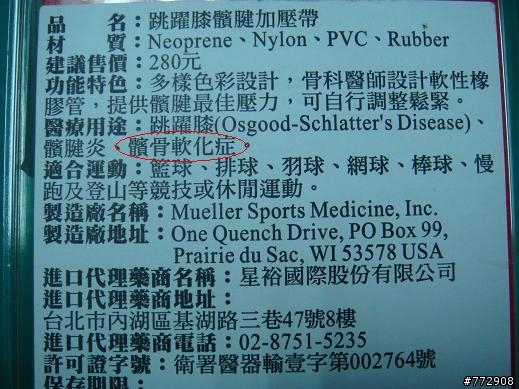 品名：跳躍膝髕腱加壓帶
材質：Neoprene、Nylon、PVC、Rubber
建議售價：280元
功能特色：多樣色彩設計，骨科醫師設計軟性橡
膠管，提供髕腱最佳壓力，可自行調整鬆緊。
醫療用途：跳躍膝(Osgood-Schlatter's Disease)、
髕腱炎、髕骨軟化症
適合運動：籃球、排球、羽球、網球、棒球、慢
跑及登山等競技或休閒運動。
製造廠名稱：Mueller Sports Medicine, Inc.
製造廠地址：One Quench Drive, PO Box 99,
Prairie du Sac, WI 53578 USA
進口代理藥商名稱：星裕國際股份有限公司
進口代理藥商地址：
台北市內湖區基湖路三巷47號8樓
進口代理藥商電話：02-8751-5235
許可證字號：衛署醫器輸壹字第002764號
保存期限：
#772908